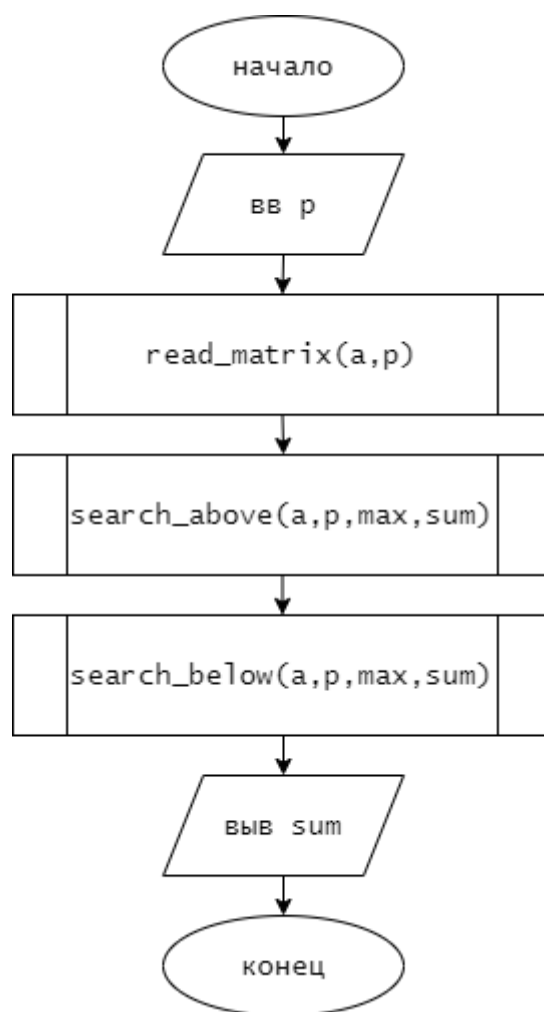 начало
вв p
read_matrix(a,p)
search_above(a,p,max,sum)
search_below(a,p,max,sum)
выв sum
конец